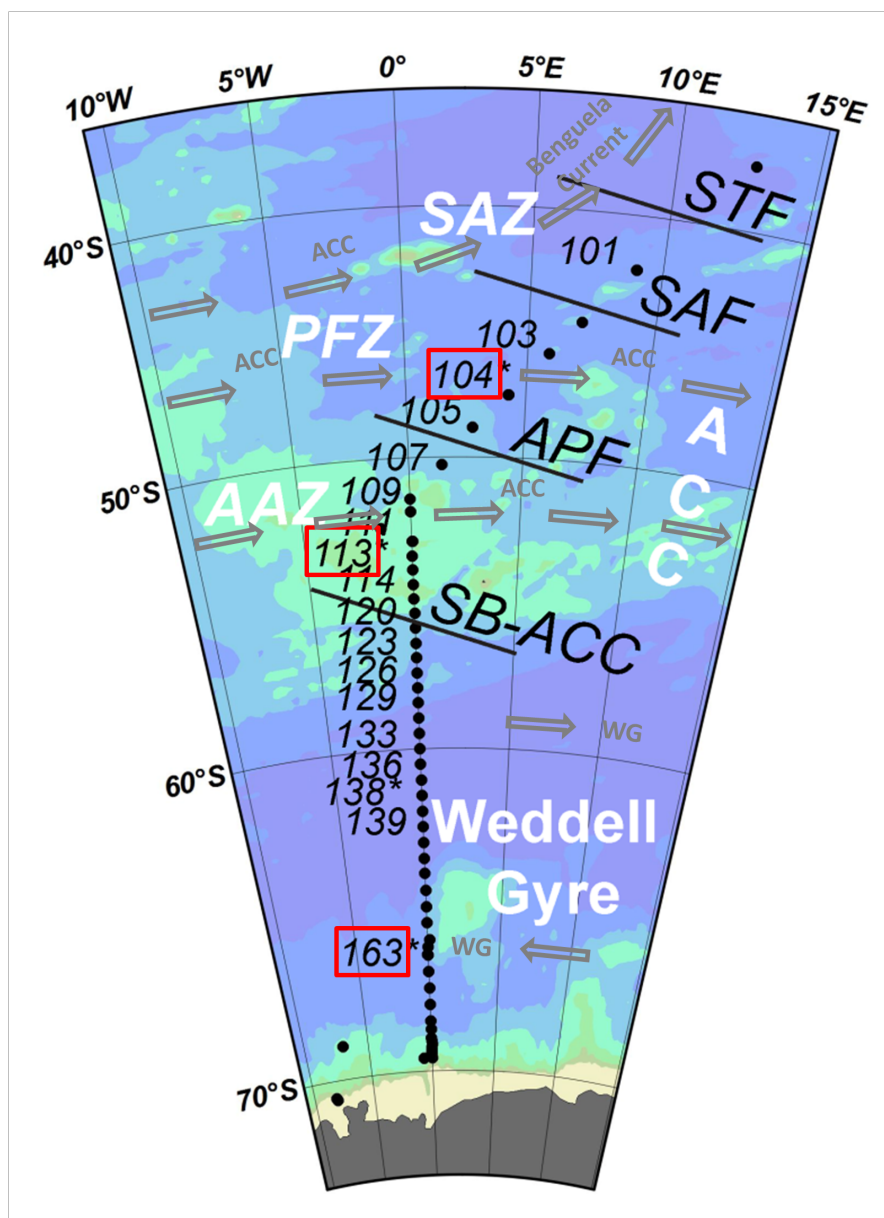 10°W
5°W
0°
5°E
10°E
15°E
Benguela
Current
STF
SAZ
40°S
ACC
101
SAF
PFZ
103
ACC
104*
ACC
105
A
APF
107
50°S
109
C
AAZ
ACC
111
C
113*
114
SB-ACC
120
123
126
129
133
WG
136
60°S
138*
139
Weddell
Gyre
163*
WG
70°S